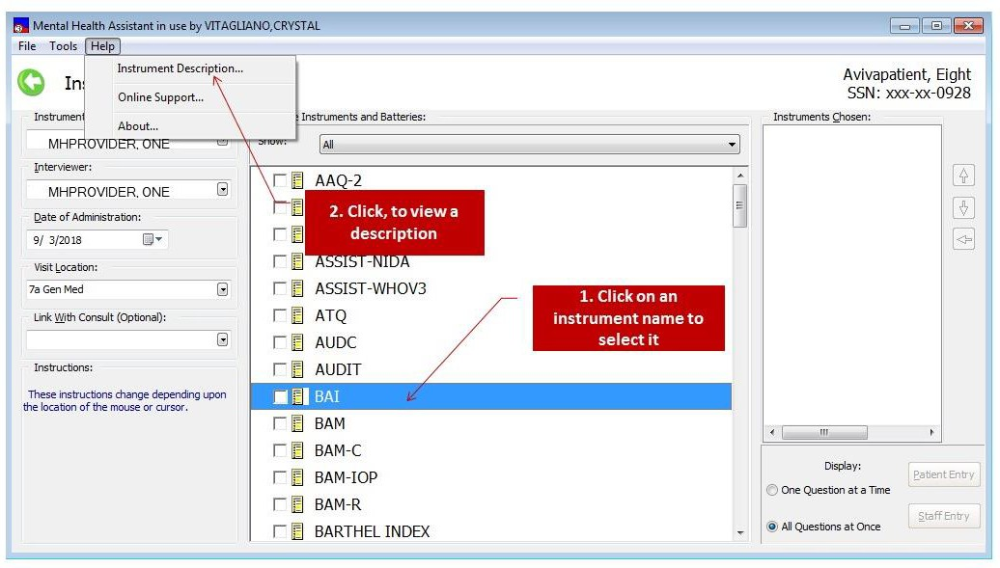 Mental Health Assistant in use by VITAGLIANO,CRYSTAL
File Tools Help
Instrument Description...
Online Support...
About...
Avivapatient, Eight
SSN: xxx-xx-0928
Instrument
MHPROVIDER, ONE
Interviewer:
MHPROVIDER, ONE
Date of Administration:
9/ 3/2018
Visit Location:
7a Gen Med
Link With Consult (Optional):
Instructions:
These instructions change depending upon
the location of the mouse or cursor.
Instruments and Batteries:
Show:
All
AAQ-2
ASSIST-NIDA
ASSIST-WHOV3
ATQ
AUDC
AUDIT
BAI
BAM
BAM-C
BAM-IOP
BAM-R
BARTHEL INDEX
2. Click, to view a
description
1. Click on an
instrument name to
select it
Instruments Chosen:
Display:
One Question at a Time
All Questions at Once
Patient Entry
Staff Entry